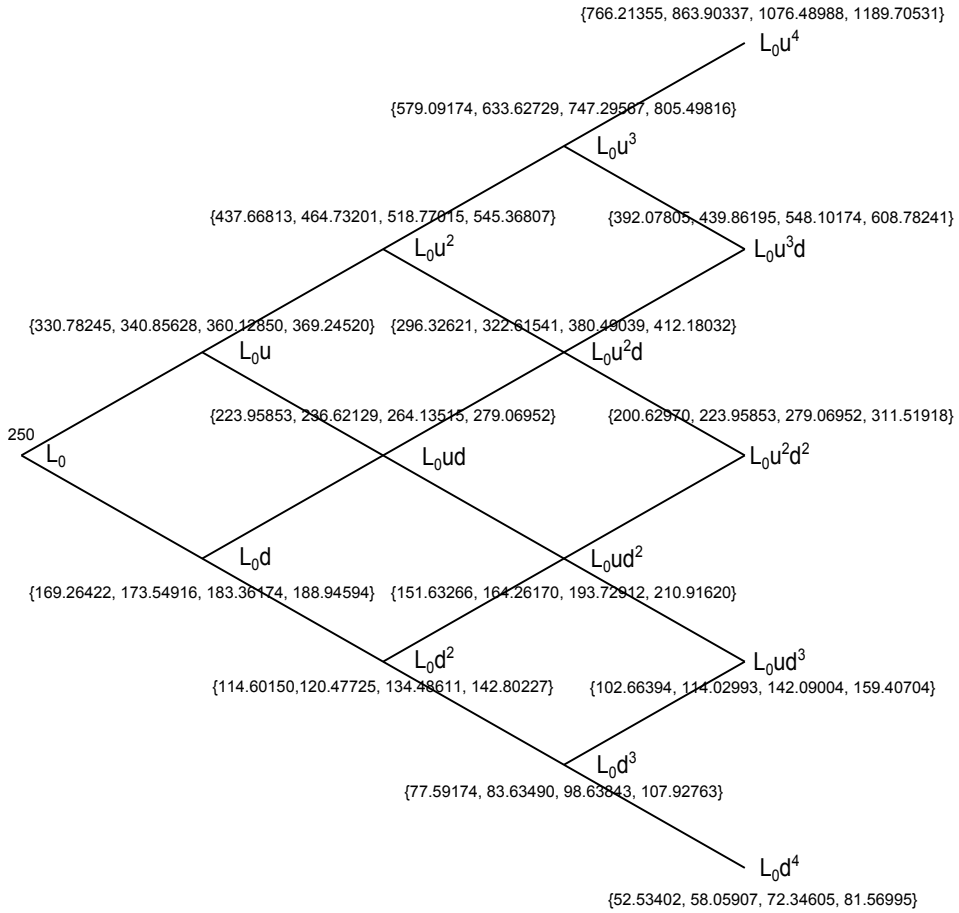 {766.21355, 863.90337, 1076.48988, 1189.70531}
L₀u⁴
{579.09174, 633.62729, 747.29567, 805.49816}
L₀u³
{437.66813, 464.73201, 518.77015, 545.36807}
{392.07805, 439.86195, 548.10174, 608.78241}
L₀u²
L₀u³d
{330.78245, 340.85628, 360.12850, 369.24520}
{296.32621, 322.61541, 380.49039, 412.18032}
L₀u
L₀u²d
{223.95853, 236.62129, 264.13515, 279.06952}
{200.62970, 223.95853, 279.06952, 311.51918}
250
L₀
L₀ud
L₀u²d²
L₀d
L₀ud²
{169.26422, 173.54916, 183.36174, 188.94594}
{151.63266, 164.26170, 193.72912, 210.91620}
L₀d²
L₀ud³
{114.60150,120.47725, 134.48611, 142.80227}
{102.66394, 114.02993, 142.09004, 159.40704}
L₀d³
{77.59174, 83.63490, 98.63843, 107.92763}
L₀d⁴
{52.53402, 58.05907, 72.34605, 81.56995}